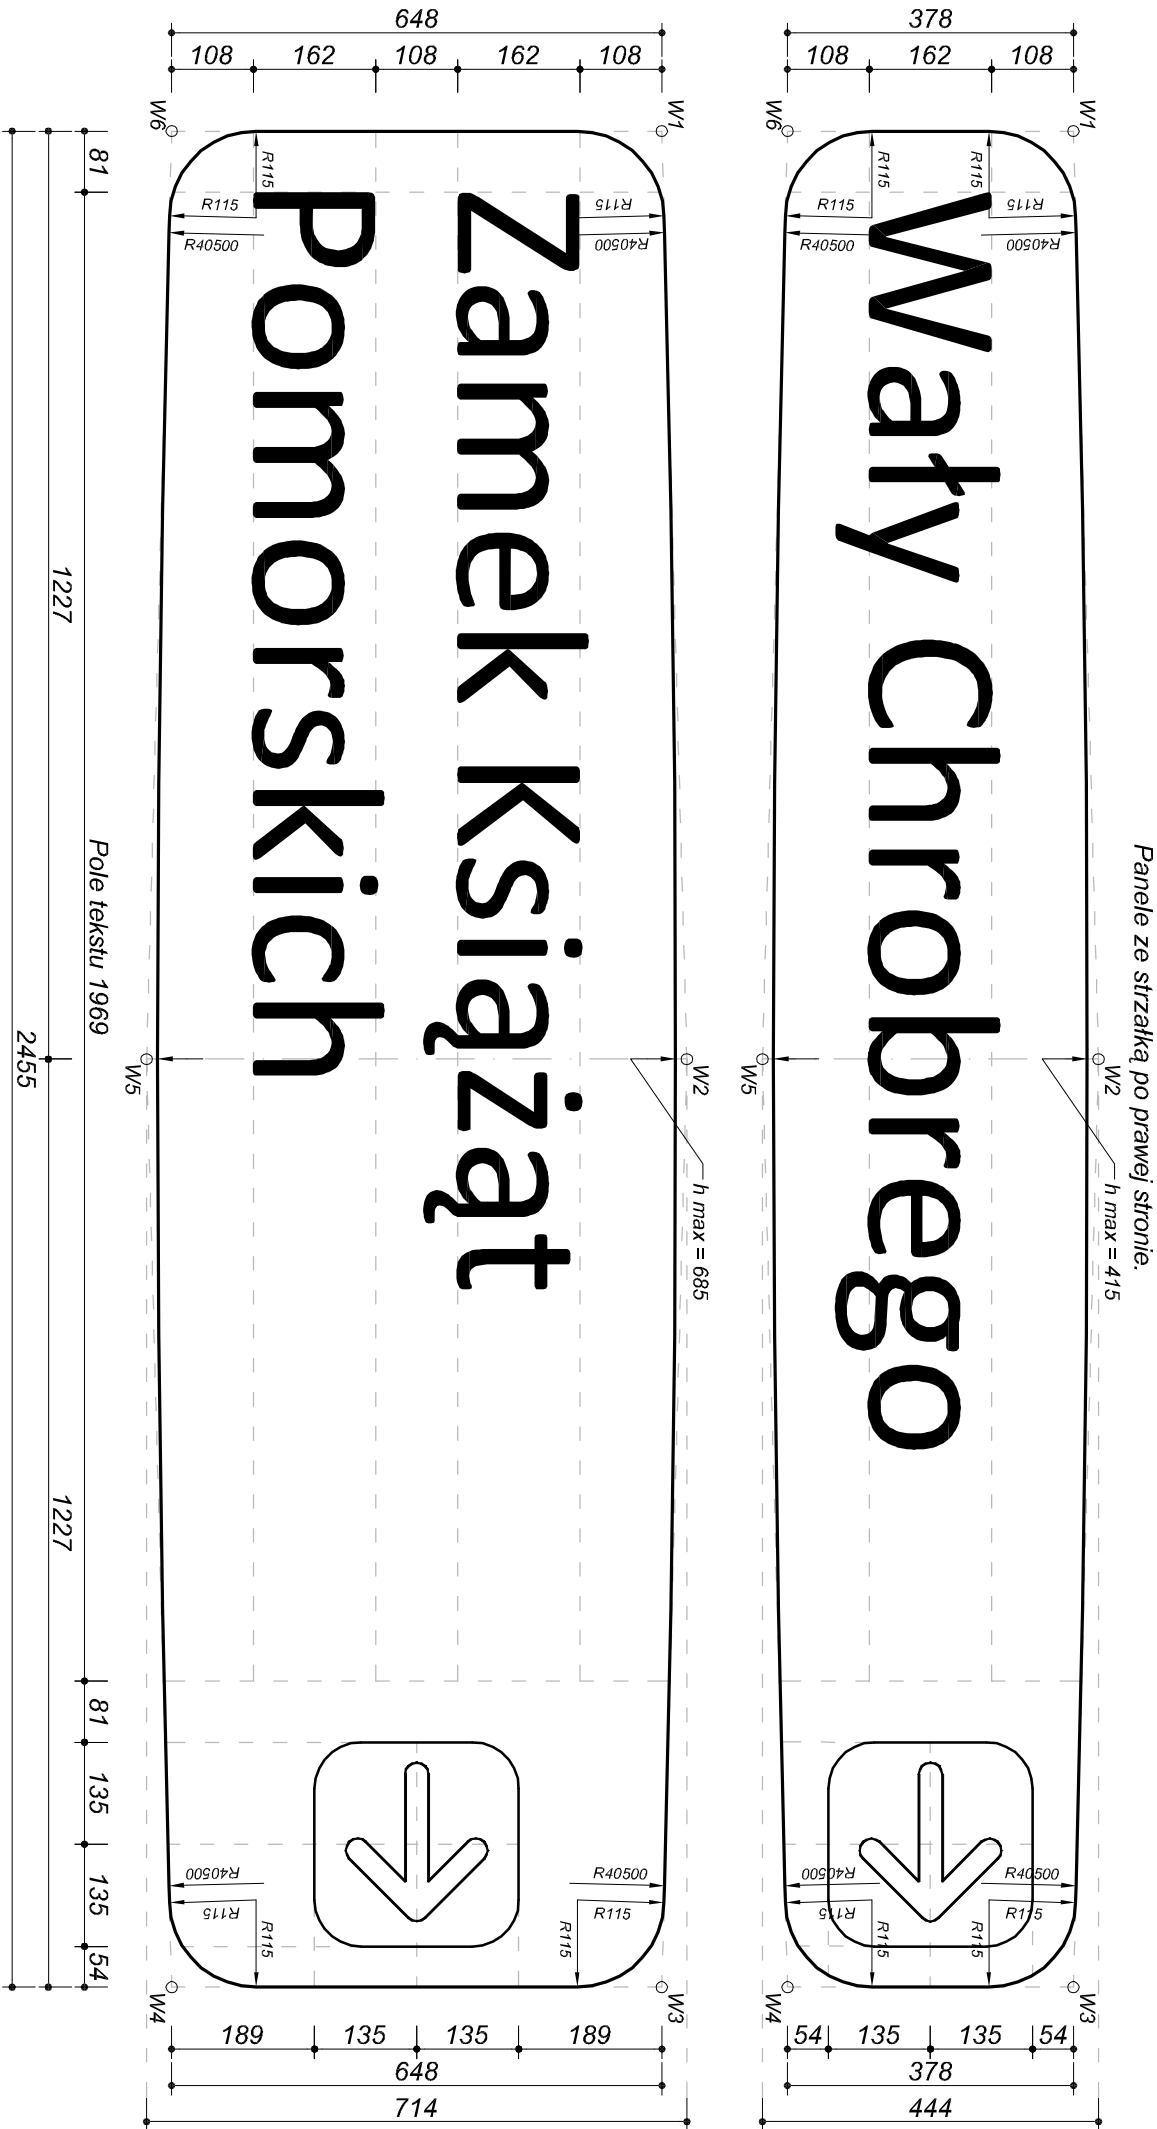 Panele ze strzałką po prawej stronie.
648
108 162 108 162 108
378
108 162 108
W6 W1 W6 W1
R115 R115 R115
R115 R115 R115 R115
R40500 R40500 R40500 R40500
Wały Chrobrego
Zamek Książąt
Pomorskich
W5 W2 W5 W2
h max = 685
h max = 415
81
1227
Pole tekstu 1969
2455
1227
81
135
135
54
R40500 R40500 R40500 R40500
R115 R115 R115 R115
R115 R115 R115 R115
W4 W3 W4 W3
189 135 135 189
648
714
54 135 135 54
378
444